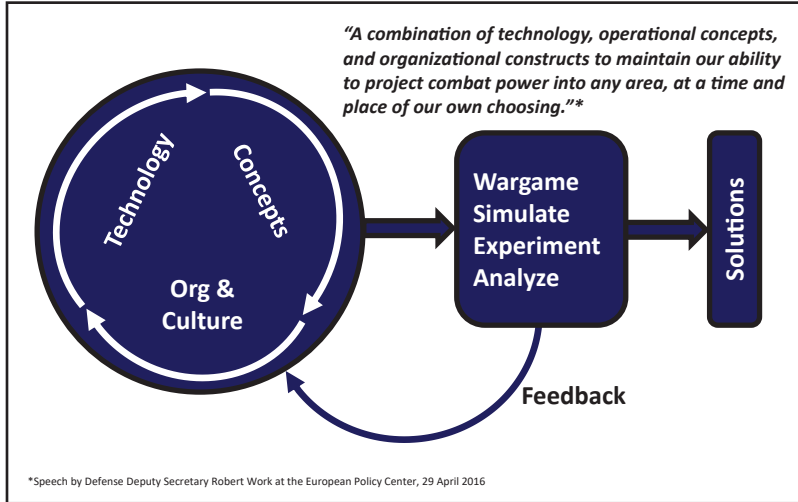 “A combination of technology, operational concepts,
and organizational constructs to maintain our ability
to project combat power into any area, at a time and
place of our own choosing.”*
Technology
Concepts
Org &
Culture
Wargame
Simulate
Experiment
Analyze
Solutions
Feedback
*Speech by Defense Deputy Secretary Robert Work at the European Policy Center, 29 April 2016